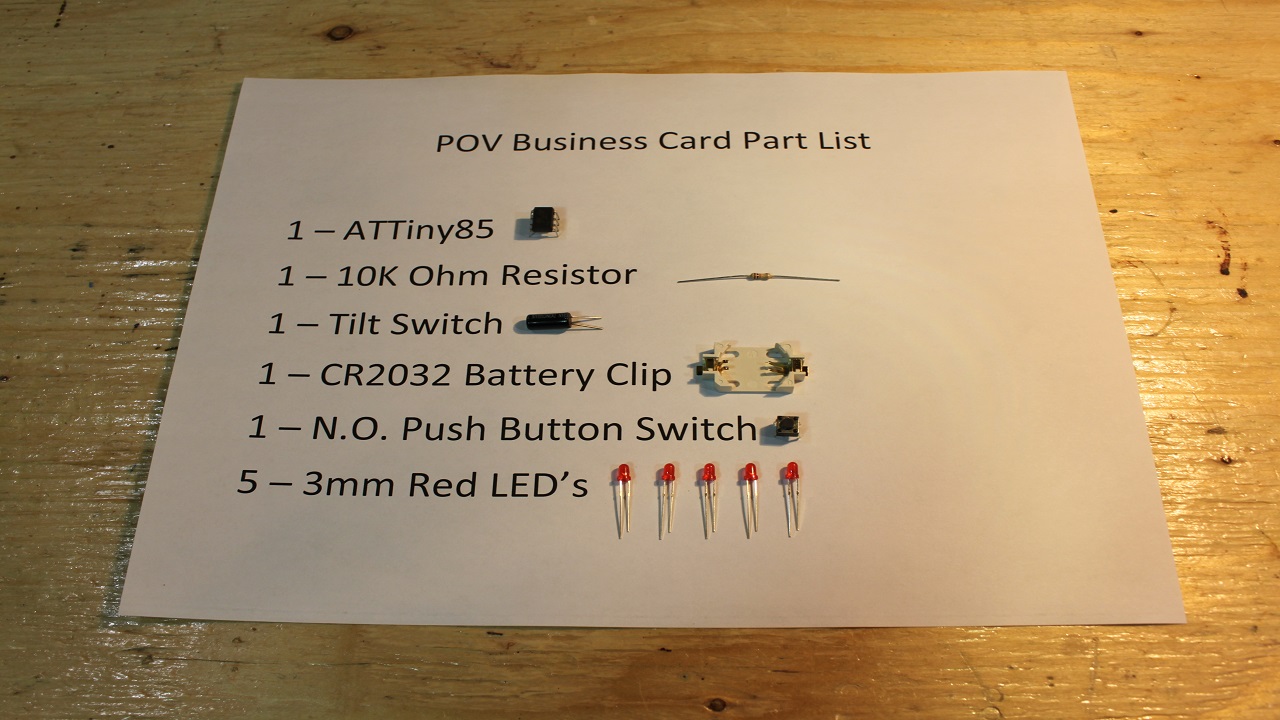 POV Business Card Part List
1 – ATTiny85
1 – 10K Ohm Resistor
1 – Tilt Switch
1 – CR2032 Battery Clip
1 – N.O. Push Button Switch
5 – 3mm Red LED’s